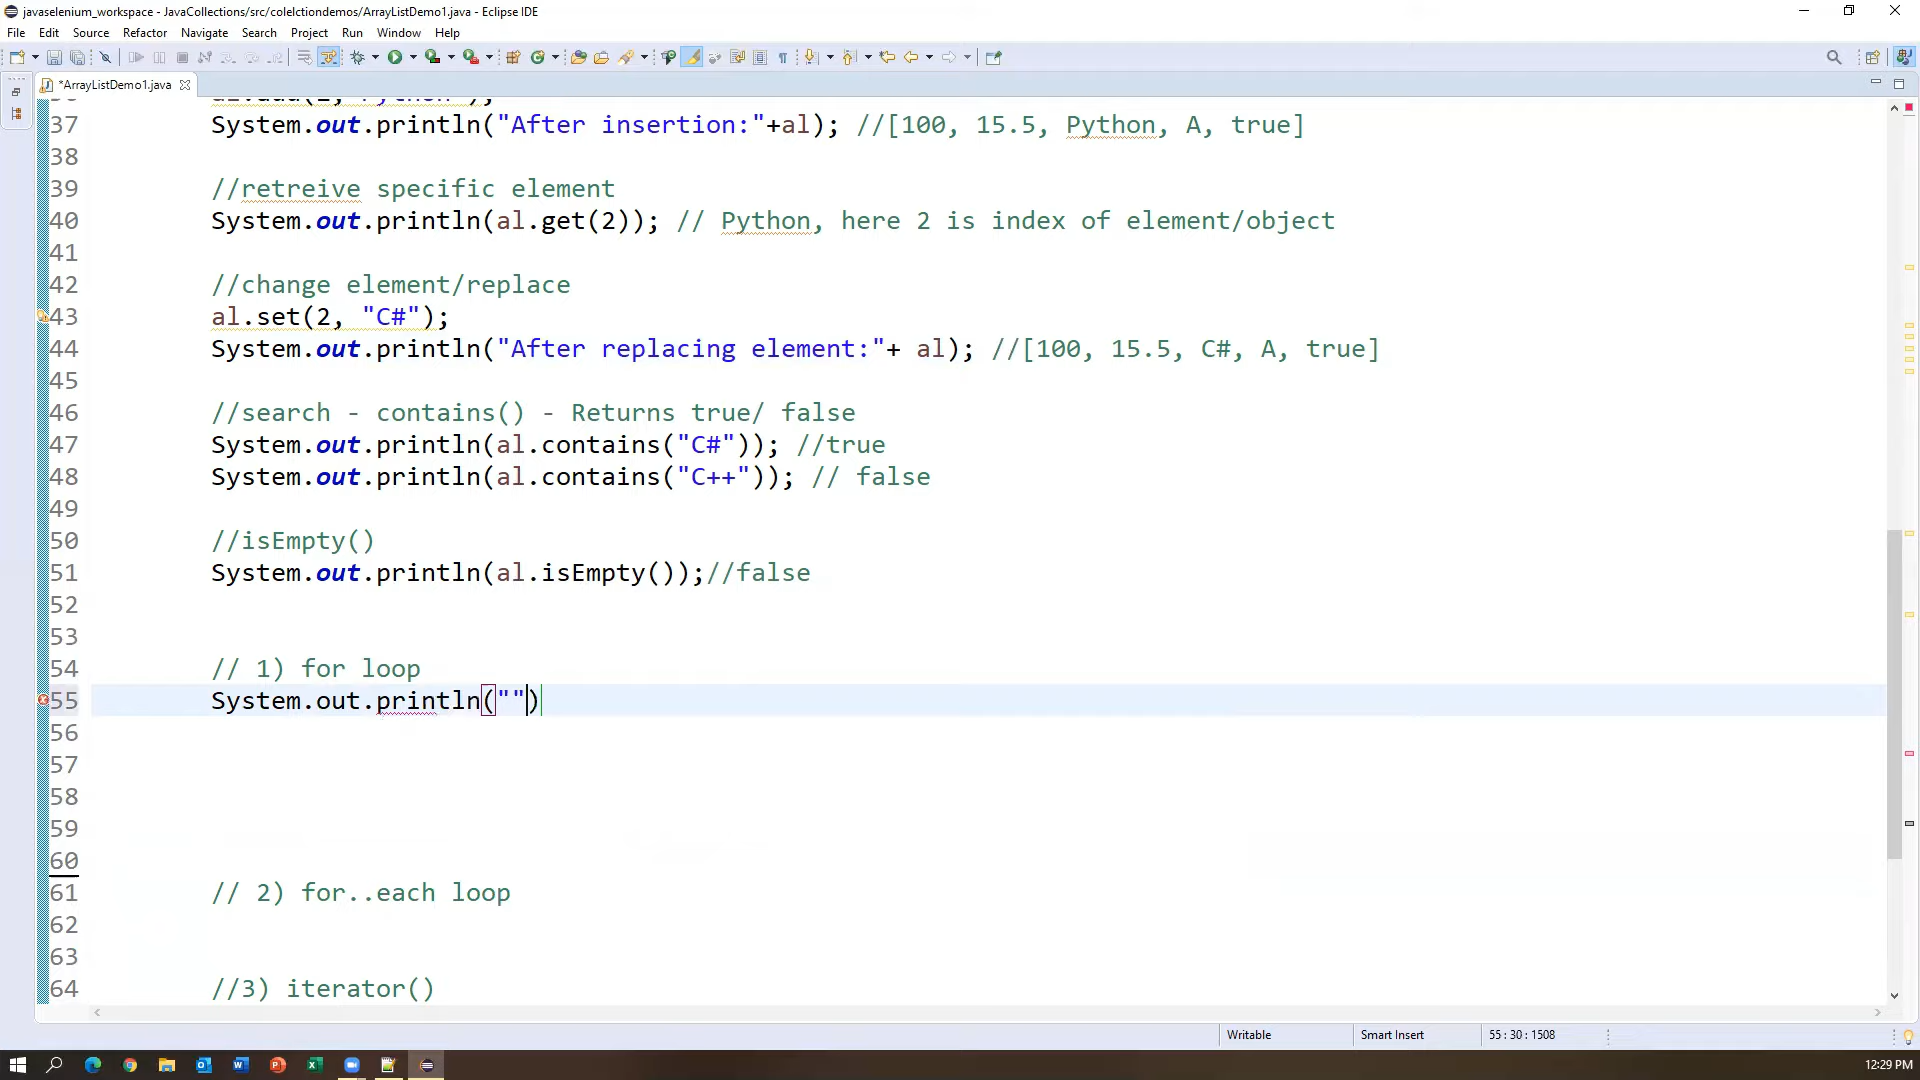 javaselenium_workspace - JavaCollections/src/colelctiondemos/ArrayListDemo1.java - Eclipse IDE
File Edit Source Refactor Navigate Search Project Run Window Help
*ArrayListDemo1.java
37 System.out.println("After insertion:"+al); //[100, 15.5, Python, A, true]
38
39 //retreive specific element
40 System.out.println(al.get(2)); // Python, here 2 is index of element/object
41
42 //change element/replace
43 al.set(2, "C#");
44 System.out.println("After replacing element:"+ al); //[100, 15.5, C#, A, true]
45
46 //search - contains() - Returns true/ false
47 System.out.println(al.contains("C#")); //true
48 System.out.println(al.contains("C++")); // false
49
50 //isEmpty()
51 System.out.println(al.isEmpty());//false
52
53
54 // 1) for loop
55 System.out.println("")
56
57
58
59
60
61 // 2) for..each loop
62
63
64 //3) iterator()
Writable Smart Insert 55 : 30 : 1508
12:29 PM